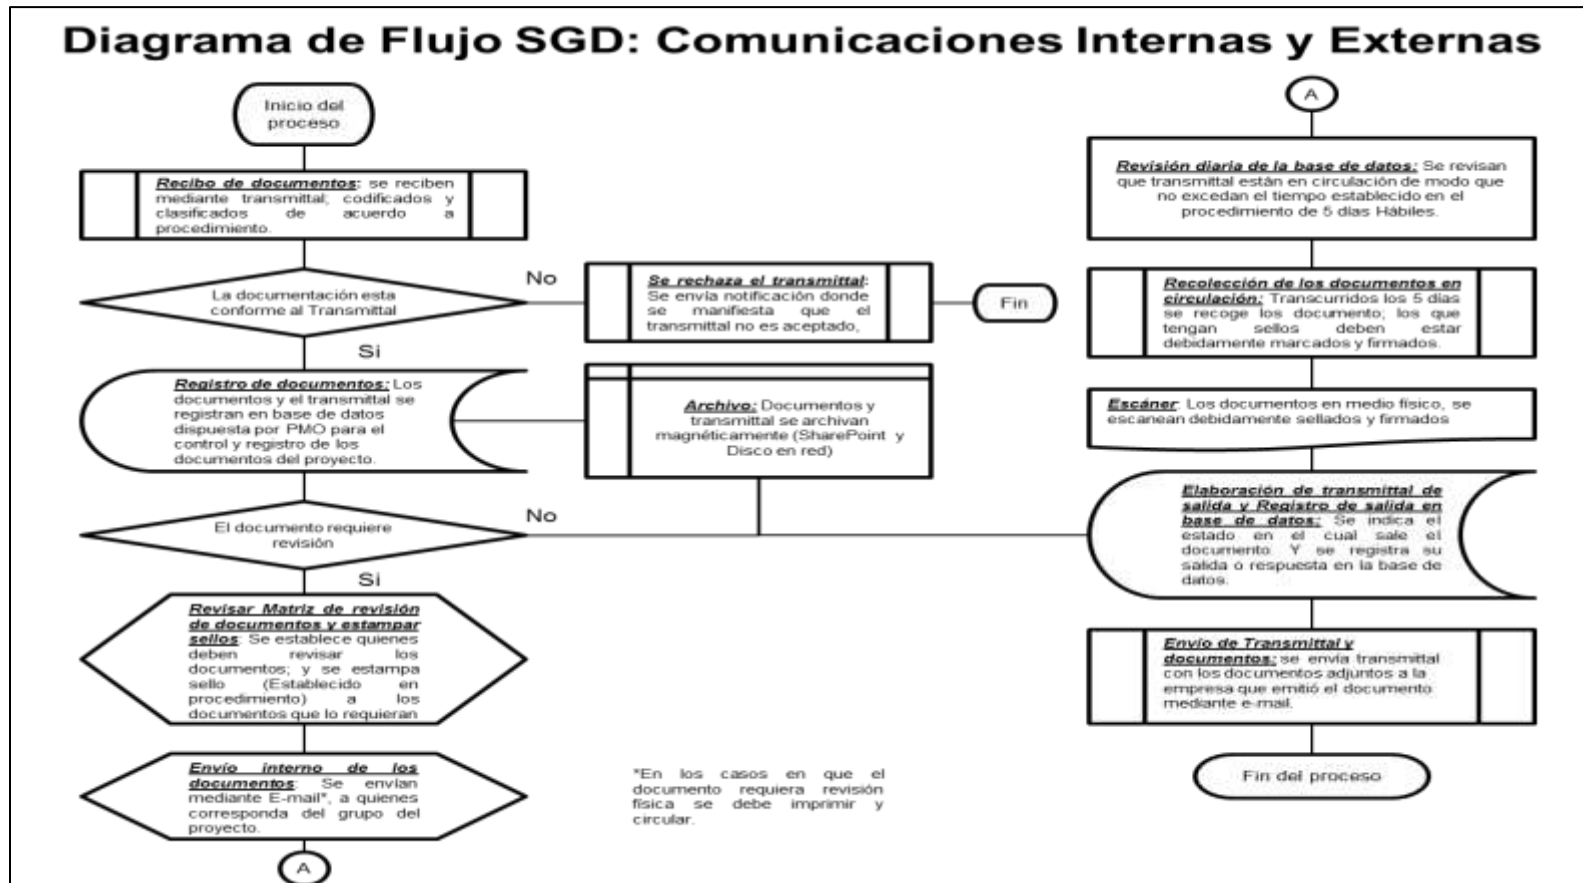 Diagrama de Flujo SGD: Comunicaciones Internas y Externas
Inicio del
proceso
Recibo de documentos: se reciben
mediante transmittal; codificados y
clasificados de acuerdo a
procedimiento.
La documentación esta
conforme al Transmittal
No
Se rechaza el transmittal:
Se envía notificación donde
se manifiesta que el
transmittal no es aceptado,
Fin
Si
Registro de documentos: Los
documentos y el transmittal se
registran en base de datos
dispuesta por PMO para el
control y registro de los
documentos del proyecto.
Archivo: Documentos y
transmittal se archivan
magnéticamente (SharePoint y
Disco en red)
El documento requiere
revisión
No
Si
Revisar Matriz de revisión
de documentos y estampar
sellos: Se establece quienes
deben revisar los
documentos; y se estampa
sello (Establecido en
procedimiento) a los
documentos que lo requieran
Envío interno de los
documentos: Se envían
mediante E-mail*, a quienes
corresponda del grupo del
proyecto.
A
*En los casos en que el
documento requiera revisión
física se debe imprimir y
circular.
A
Revisión diaria de la base de datos: Se revisan
que transmittal están en circulación de modo que
no excedan el tiempo establecido en el
procedimiento de 5 días Hábiles.
Recolección de los documentos en
circulación: Transcurridos los 5 días
se recoge los documento; los que
tengan sellos deben estar
debidamente marcados y firmados.
Escáner: Los documentos en medio físico, se
escanean debidamente sellados y firmados
Elaboración de transmittal de
salida y Registro de salida en
base de datos: Se indica el
estado en el cual sale el
documento. Y se registra su
salida o respuesta en la base de
datos.
Envío de Transmittal y
documentos: se envía transmittal
con los documentos adjuntos a la
empresa que emitió el documento
mediante e-mail.
Fin del proceso